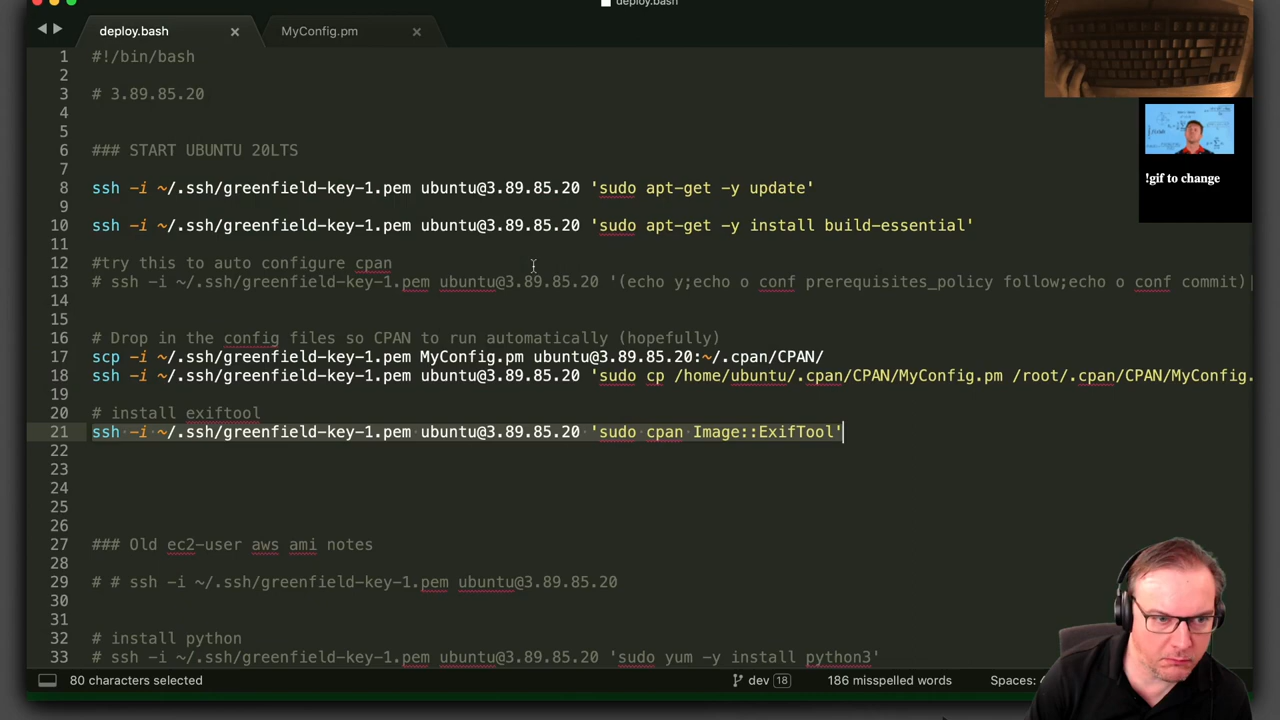 deploy.bash
deploy.bash
MyConfig.pm
!gif to change
1 #!/bin/bash
2
3 # 3.89.85.20
4
5
6 ### START UBUNTU 20LTS
7
8 ssh -i ~/.ssh/greenfield-key-1.pem ubuntu@3.89.85.20 'sudo apt-get -y update'
9
10 ssh -i ~/.ssh/greenfield-key-1.pem ubuntu@3.89.85.20 'sudo apt-get -y install build-essential'
11
12 #try this to auto configure cpan
13 # ssh -i ~/.ssh/greenfield-key-1.pem ubuntu@3.89.85.20 '(echo y;echo o conf prerequisites_policy follow;echo o conf commit)|
14
15
16 # Drop in the config files so CPAN to run automatically (hopefully)
17 scp -i ~/.ssh/greenfield-key-1.pem MyConfig.pm ubuntu@3.89.85.20:~/.cpan/CPAN/
18 ssh -i ~/.ssh/greenfield-key-1.pem ubuntu@3.89.85.20 'sudo cp /home/ubuntu/.cpan/CPAN/MyConfig.pm /root/.cpan/CPAN/MyConfig.
19
20 # install exiftool
21 ssh -i ~/.ssh/greenfield-key-1.pem ubuntu@3.89.85.20 'sudo cpan Image::ExifTool'
22
23
24
25
26
27 ### Old ec2-user aws ami notes
28
29 # # ssh -i ~/.ssh/greenfield-key-1.pem ubuntu@3.89.85.20
30
31
32 # install python
33 # ssh -i ~/.ssh/greenfield-key-1.pem ubuntu@3.89.85.20 'sudo yum -y install python3'
80 characters selected
dev 18
186 misspelled words
Spaces: